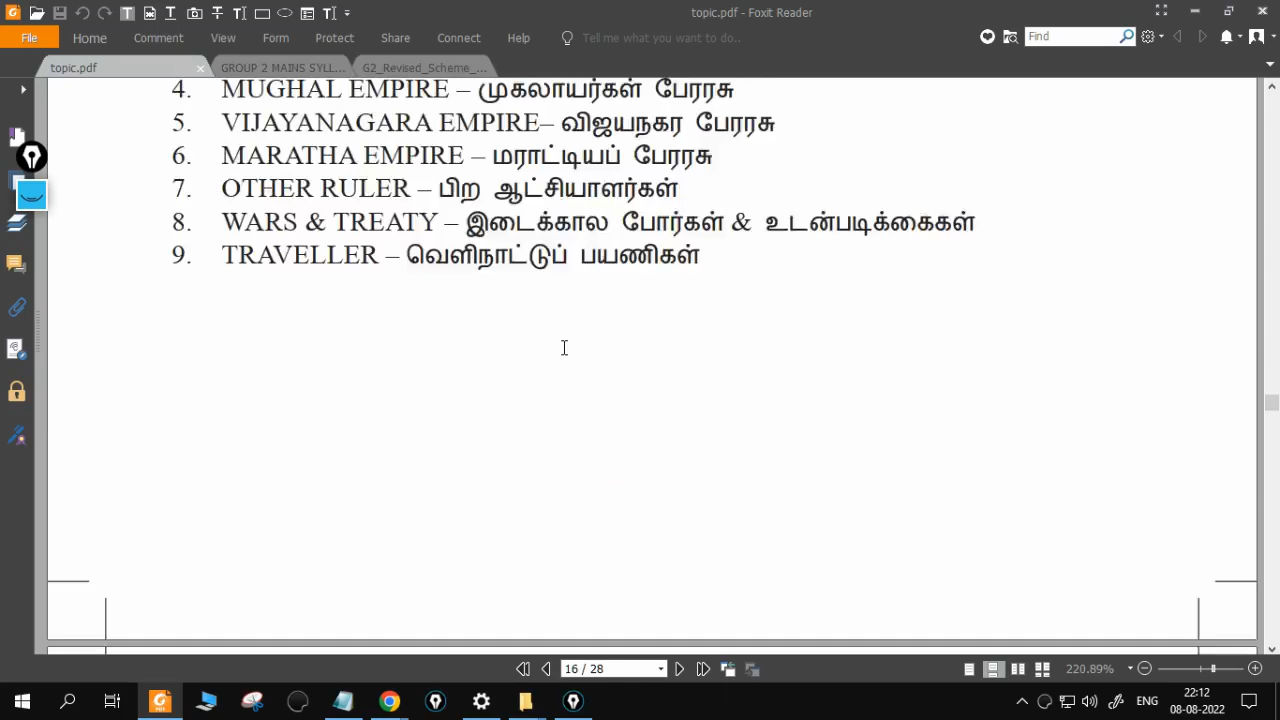 topic.pdf - Foxit Reader
File Home Comment View Form Protect Share Connect Help Tell me what you want to do.. Find
topic.pdf GROUP 2 MAINS SYLL... G2_Revised_Scheme_...
4. MUGHAL EMPIRE – முகலாயர்கள் பேரரசு
5. VIJAYANAGARA EMPIRE– விஜயநகர பேரரசு
6. MARATHA EMPIRE – மராட்டியப் பேரரசு
7. OTHER RULER – பிற ஆட்சியாளர்கள்
8. WARS & TREATY – இடைக்கால போர்கள் & உடன்படிக்கைகள்
9. TRAVELLER – வெளிநாட்டுப் பயணிகள்
16 / 28 220.89%
ENG 22:12
08-08-2022